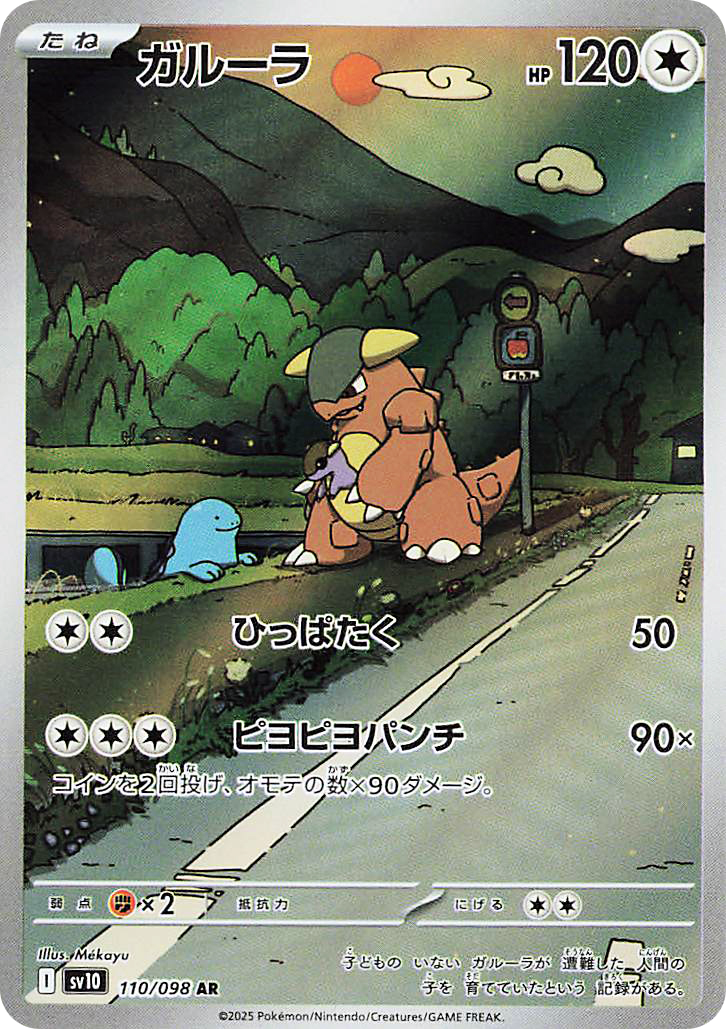 たね
ガルーラ
HP 120
ひっぱたく 50
ピヨピヨパンチ 90×
コインを2回投げ、オモテの数×90ダメージ。
弱点 ×2 抵抗力 にげる
Illus. Mékayu
子どもの いない ガルーラが 遭難した 人間の
子を 育てていたという 記録がある。
I sv10 110/098 AR
©2025 Pokémon/Nintendo/Creatures/GAME FREAK.